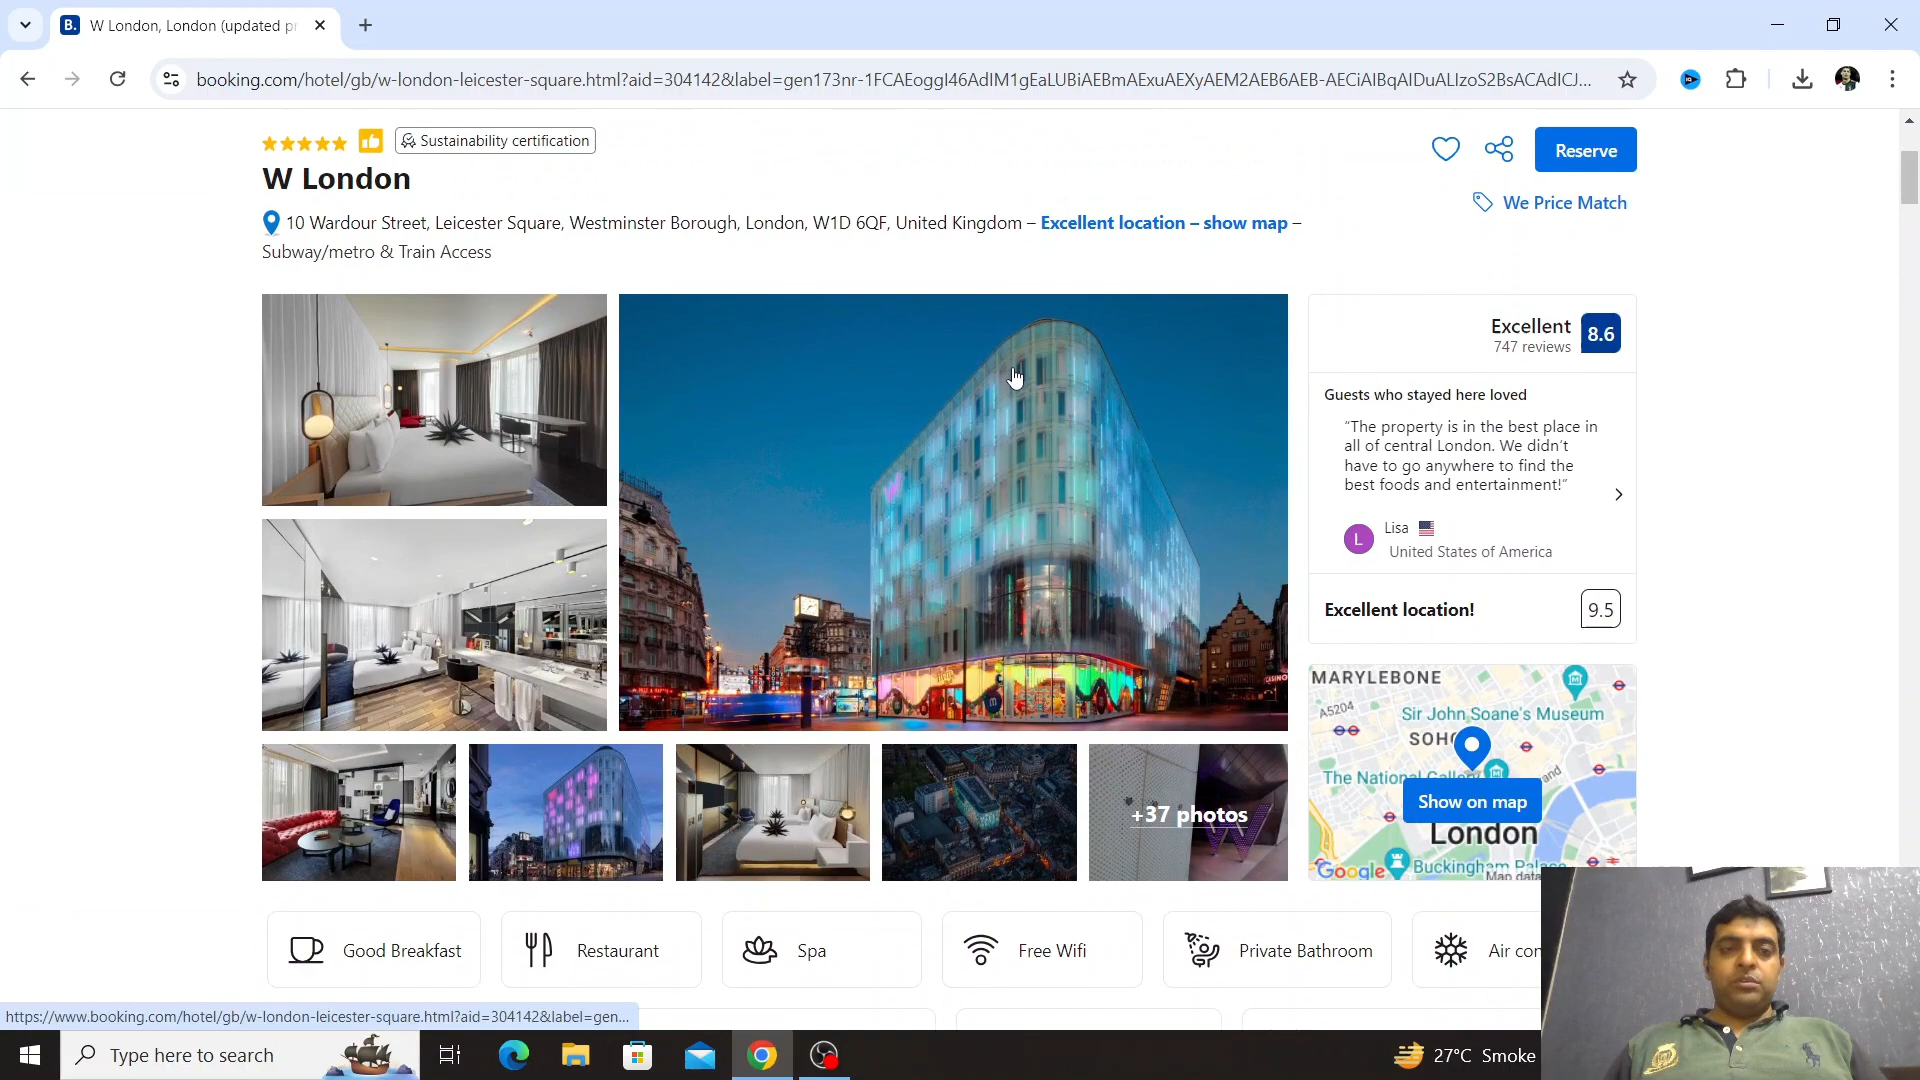 W London, London (updated pr
booking.com/hotel/gb/w-london-leicester-square.html?aid=304142&label=gen173nr-1FCAEoggI46AdIM1gEaLUBiAEBmAExuAEXyAEM2AEB6AEB-AECiAIBqAIDuALIzoS2BsACAdICJ...
Sustainability certification
Reserve
W London
We Price Match
10 Wardour Street, Leicester Square, Westminster Borough, London, W1D 6QF, United Kingdom – Excellent location – show map –
Subway/metro & Train Access
Excellent
747 reviews
8.6
Guests who stayed here loved
“The property is in the best place in
all of central London. We didn’t
have to go anywhere to find the
best foods and entertainment!”
L
Lisa
United States of America
Excellent location!
9.5
MARYLEBONE
A5204
Sir John Soane's Museum
SOHO
The National Gallery
Show on map
London
Buckingham Palace
Google
Map data
+37 photos
Good Breakfast
Restaurant
Spa
Free Wifi
Private Bathroom
Air con
https://www.booking.com/hotel/gb/w-london-leicester-square.html?aid=304142&label=gen...
Type here to search
27°C Smoke